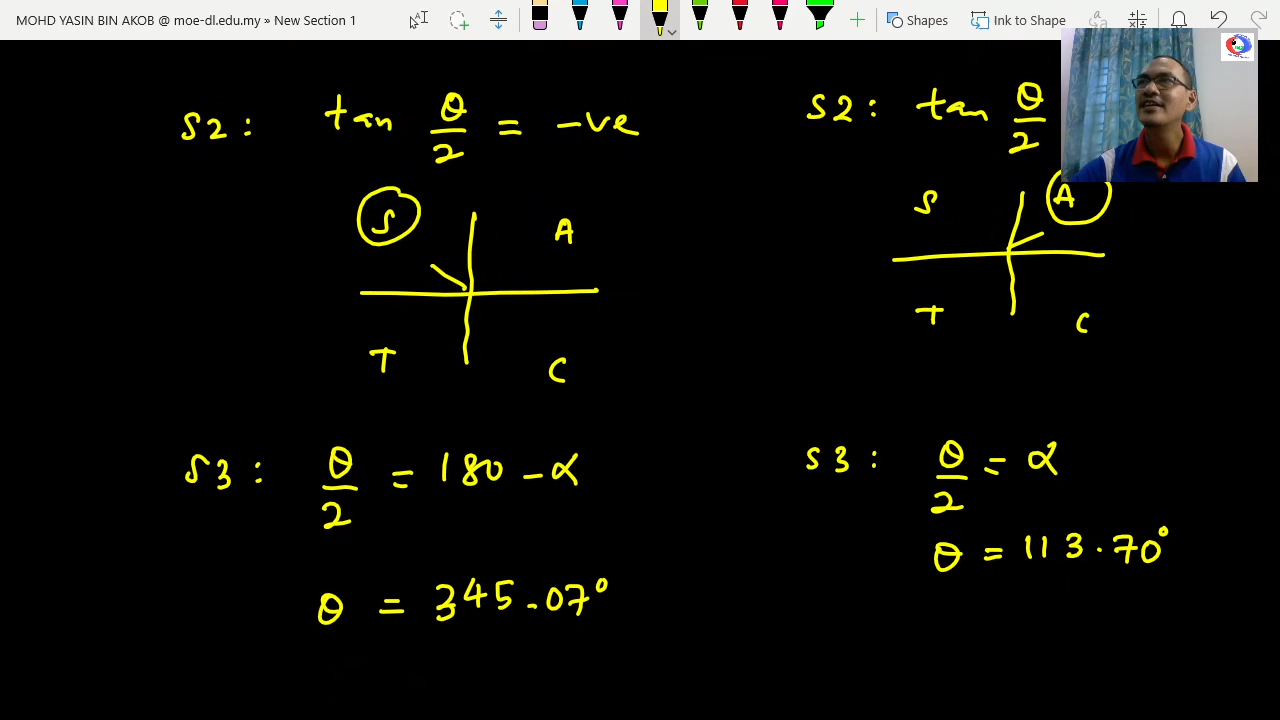 MOHD YASIN BIN AKOB @ moe-dl.edu.my » New Section 1
Shapes
Ink to Shape
S2 : tan θ/2 = -ve
S A
T C
S3 : θ/2 = 180 - α
θ = 345.07°
S2 : tan θ/2
S A
T C
S3 : θ/2 = α
θ = 113.70°